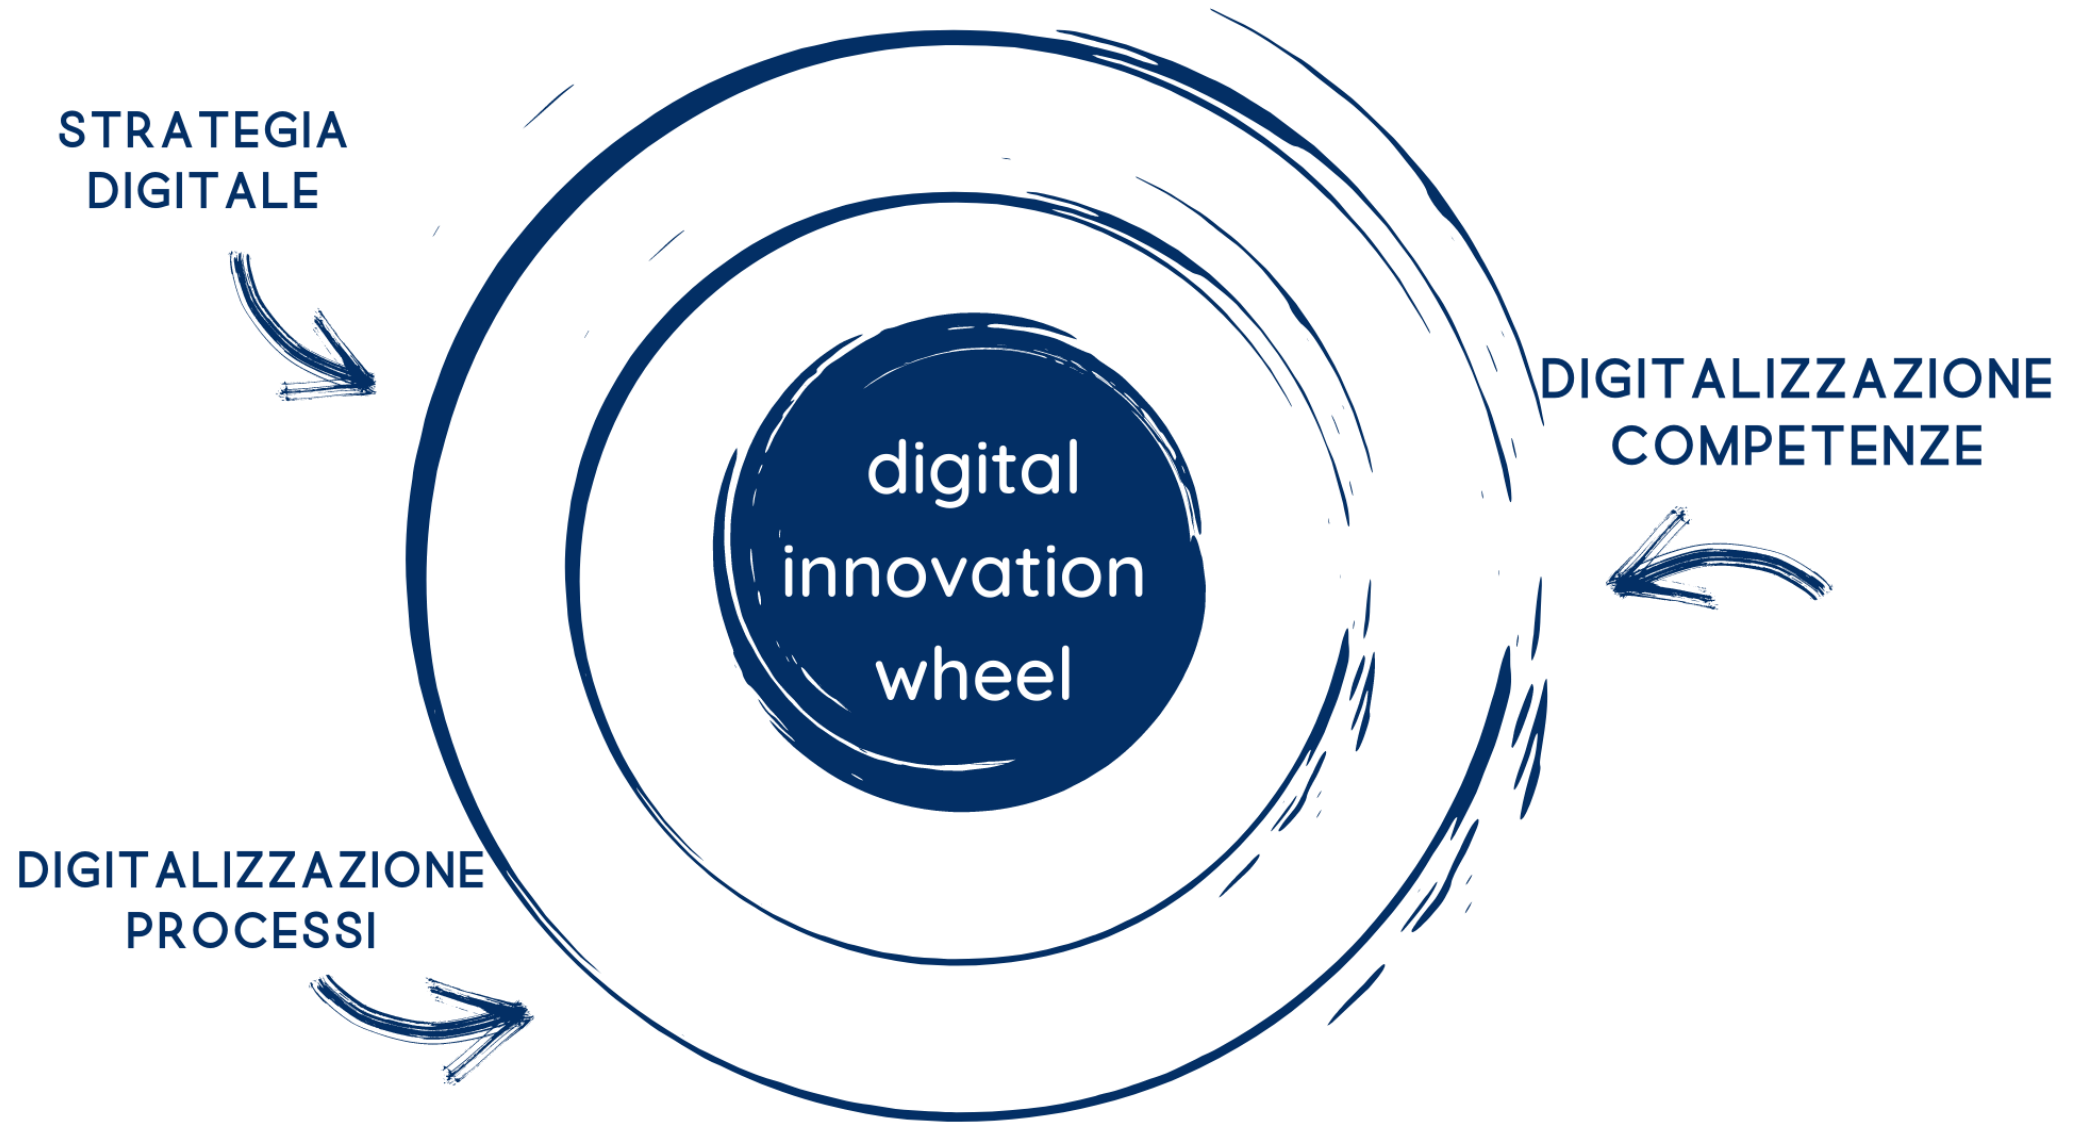 STRATEGIA
DIGITALE
digital
innovation
wheel
DIGITALIZZAZIONE
COMPETENZE
DIGITALIZZAZIONE
PROCESSI